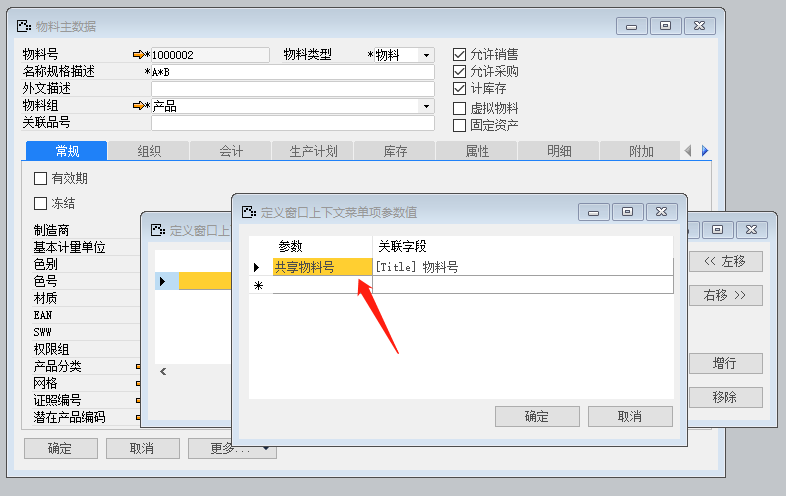 物料主数据
物料号 *1000002 物料类型 *物料 允许销售
名称规格描述 *A*B 允许采购
外文描述 计库存
物料组 *产品 虚拟物料
关联品号 固定资产
常规 组织 会计 生产计划 库存 属性 明细 附加
有效期
冻结
制造商
基本计量单位
色别
色号
材质
EAN
SWW
权限组
产品分类
网格
证照编号
潜在产品编码
确定 取消 更多...
定义窗口上
<< 左移
右移 >>
增行
移除
定义窗口上下文菜单项参数值
参数 关联字段
共享物料号 [Title] 物料号
确定 取消